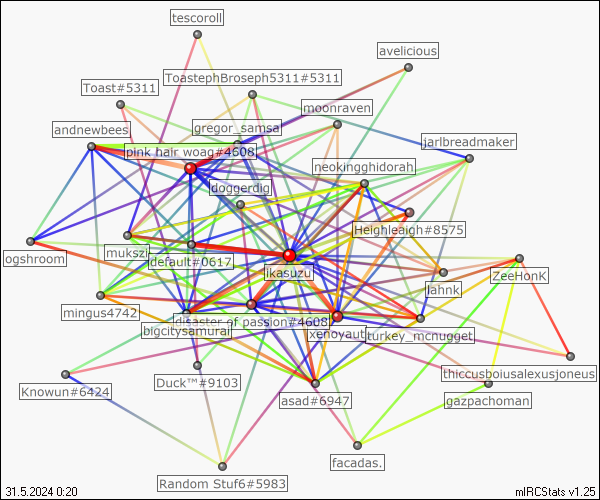 tescoroll
avelicious
ToastephBroseph5311#5311
Toast#5311
moonraven
andnewbees
gregor_samsa
jarlbreadmaker
pink hair woag#4608
neokingghidorah
doggerdig
Heighleigh#8575
mukszi
ogshroom
default#0617
ikasuzu
lahnk
ZeeHonK
mingus4742
disaster of passion#4608
bigcitysamurai
xenoyaut
turkey_mcnugget
thiccusboiusalexusjoneus
Knowun#6424
Duck™#9103
asad#6947
gazpachoman
facadas.
Random Stuf6#5983
31.5.2024 0:20
mIRCStats v1.25